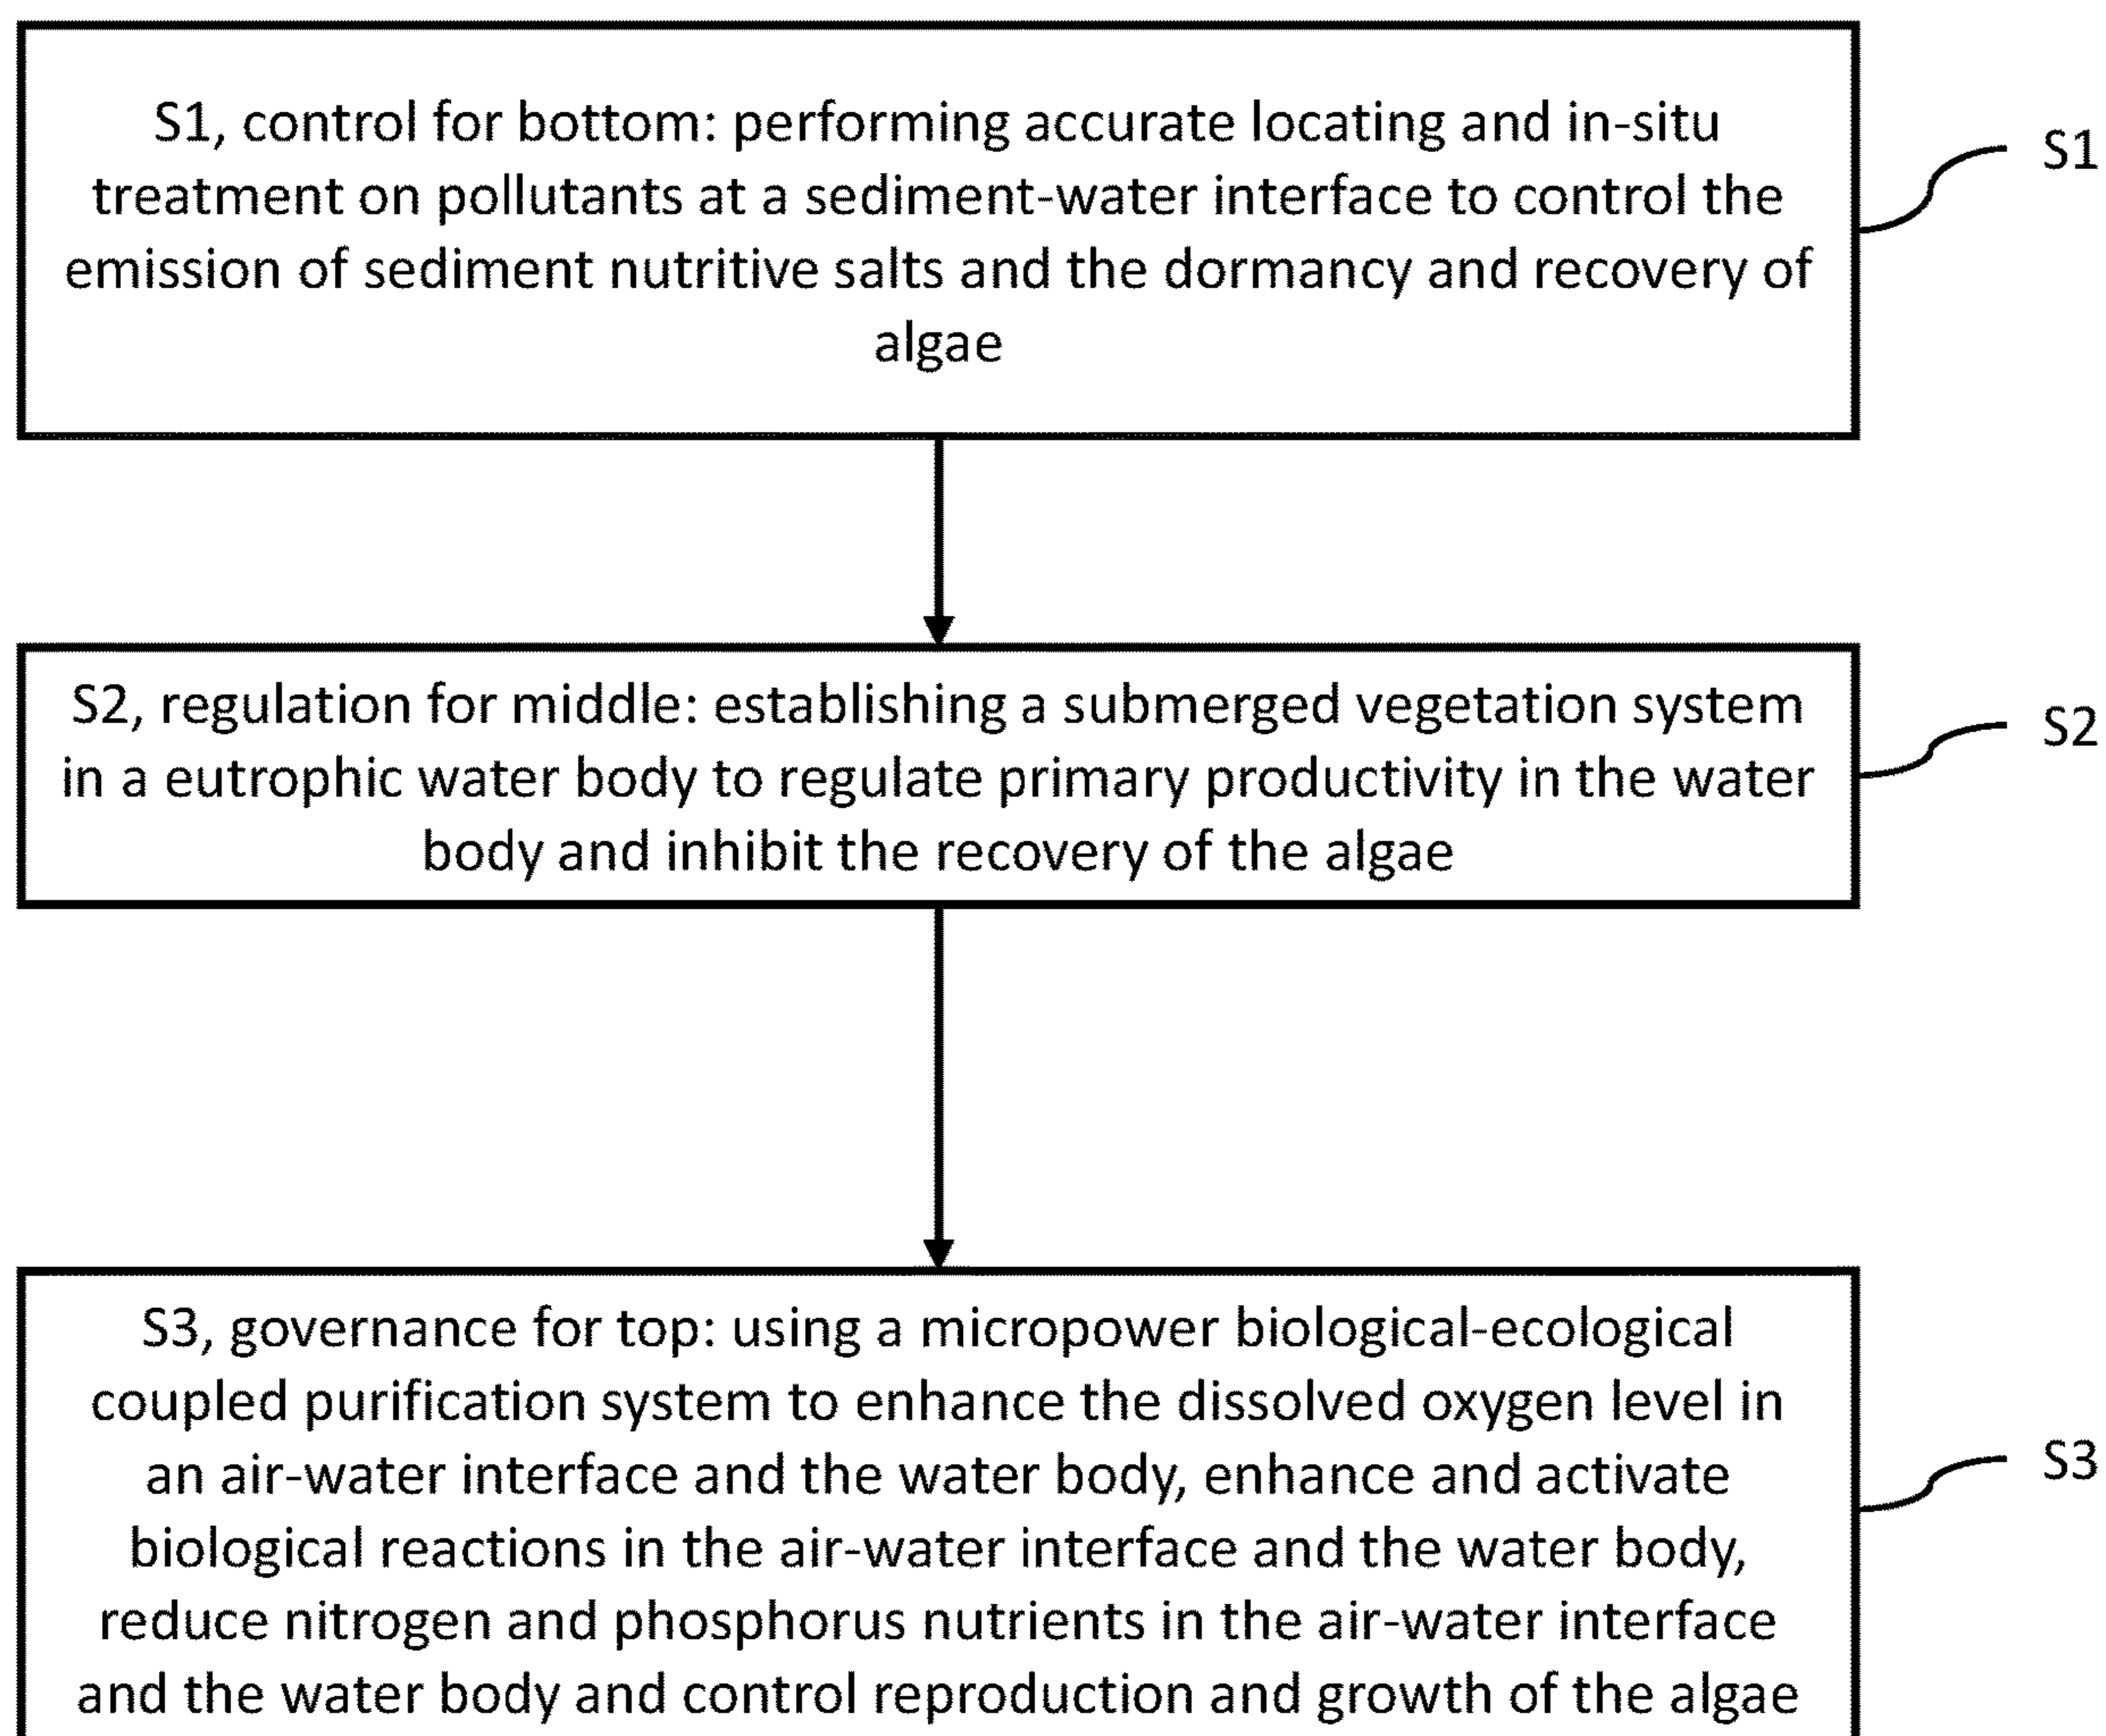 S1, control for bottom: performing accurate locating and in-situ
treatment on pollutants at a sediment-water interface to control the
emission of sediment nutritive salts and the dormancy and recovery of
algae
S1
S2, regulation for middle: establishing a submerged vegetation system
in a eutrophic water body to regulate primary productivity in the water
body and inhibit the recovery of the algae
S2
S3, governance for top: using a micropower biological-ecological
coupled purification system to enhance the dissolved oxygen level in
an air-water interface and the water body, enhance and activate
biological reactions in the air-water interface and the water body,
reduce nitrogen and phosphorus nutrients in the air-water interface
and the water body and control reproduction and growth of the algae
S3